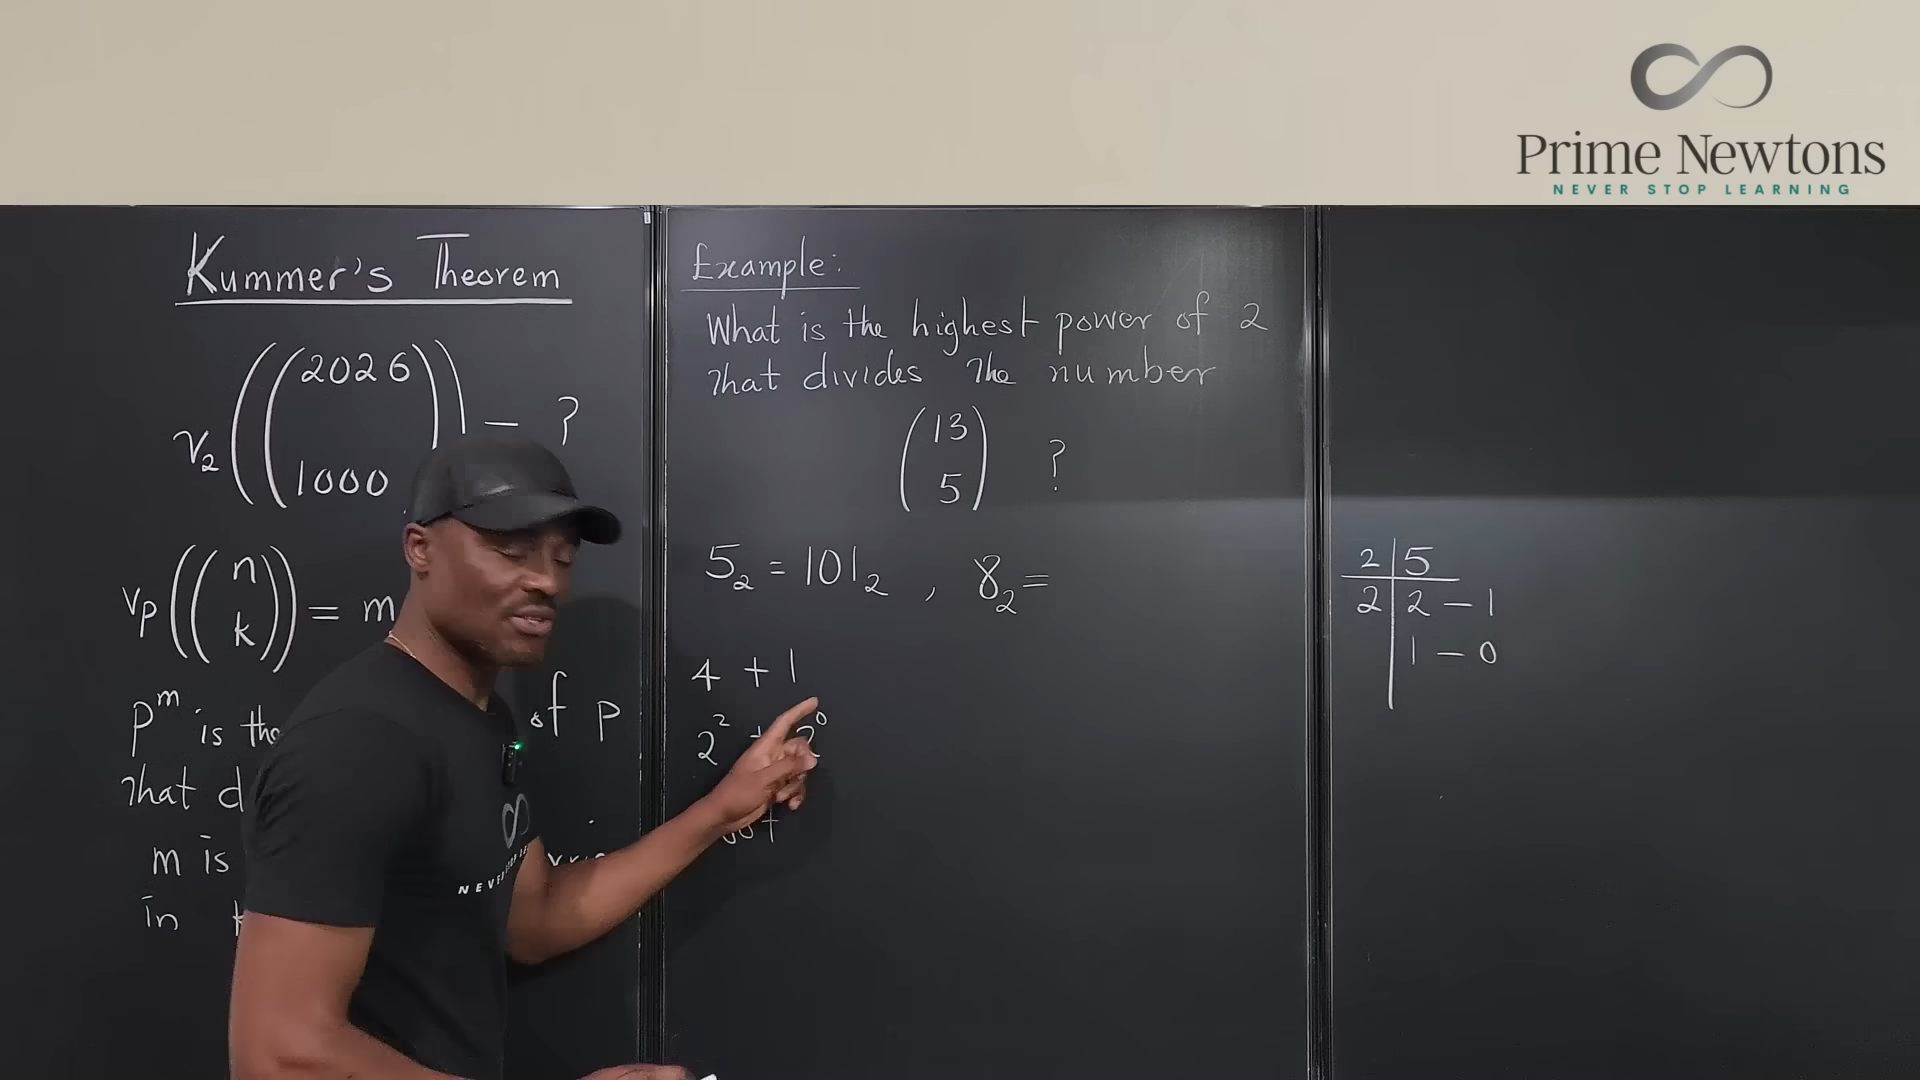 Prime Newtons
NEVER STOP LEARNING
Kummer's Theorem
v₂((2026
1000 = ?
vp((n
k)) = m
pᵐ is the of p
That d
m is
in
Example:
What is the highest power of 2
That divides The number
(13
5) ?
5₂ = 101₂ , 8₂ =
4 + 1
2² + 2⁰
2|5
2|2 - 1
1 - 0